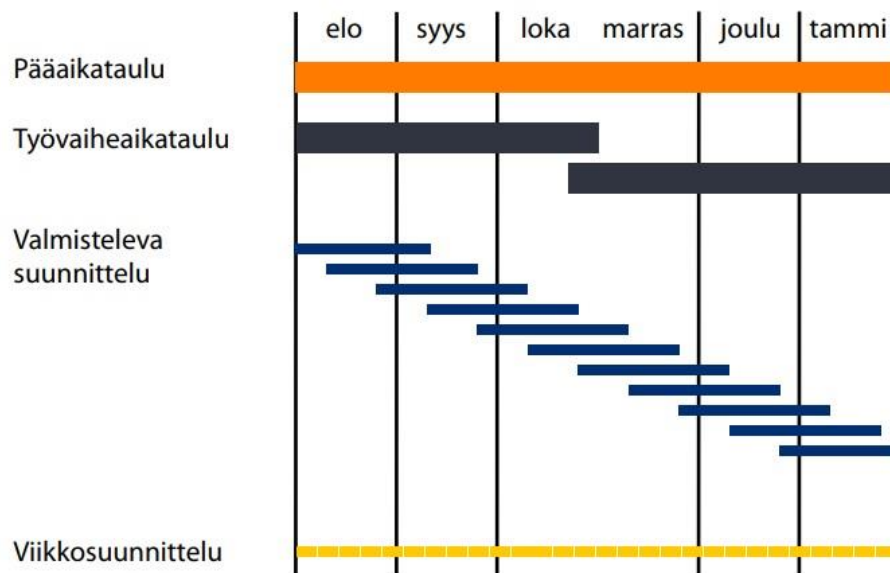 elo syys loka marras joulu tammi
Pääaikataulu
Työvaiheaikataulu
Valmisteleva
suunnittelu
Viikkosuunnittelu